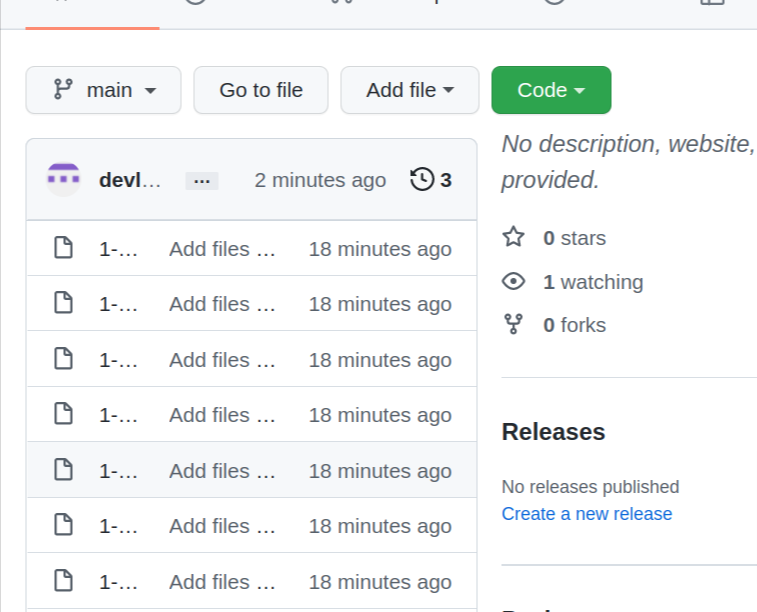 main Go to file Add file Code
devl... ... 2 minutes ago 3
1-... Add files ... 18 minutes ago
1-... Add files ... 18 minutes ago
1-... Add files ... 18 minutes ago
1-... Add files ... 18 minutes ago
1-... Add files ... 18 minutes ago
1-... Add files ... 18 minutes ago
1-... Add files ... 18 minutes ago
No description, website,
provided.
0 stars
1 watching
0 forks
Releases
No releases published
Create a new release